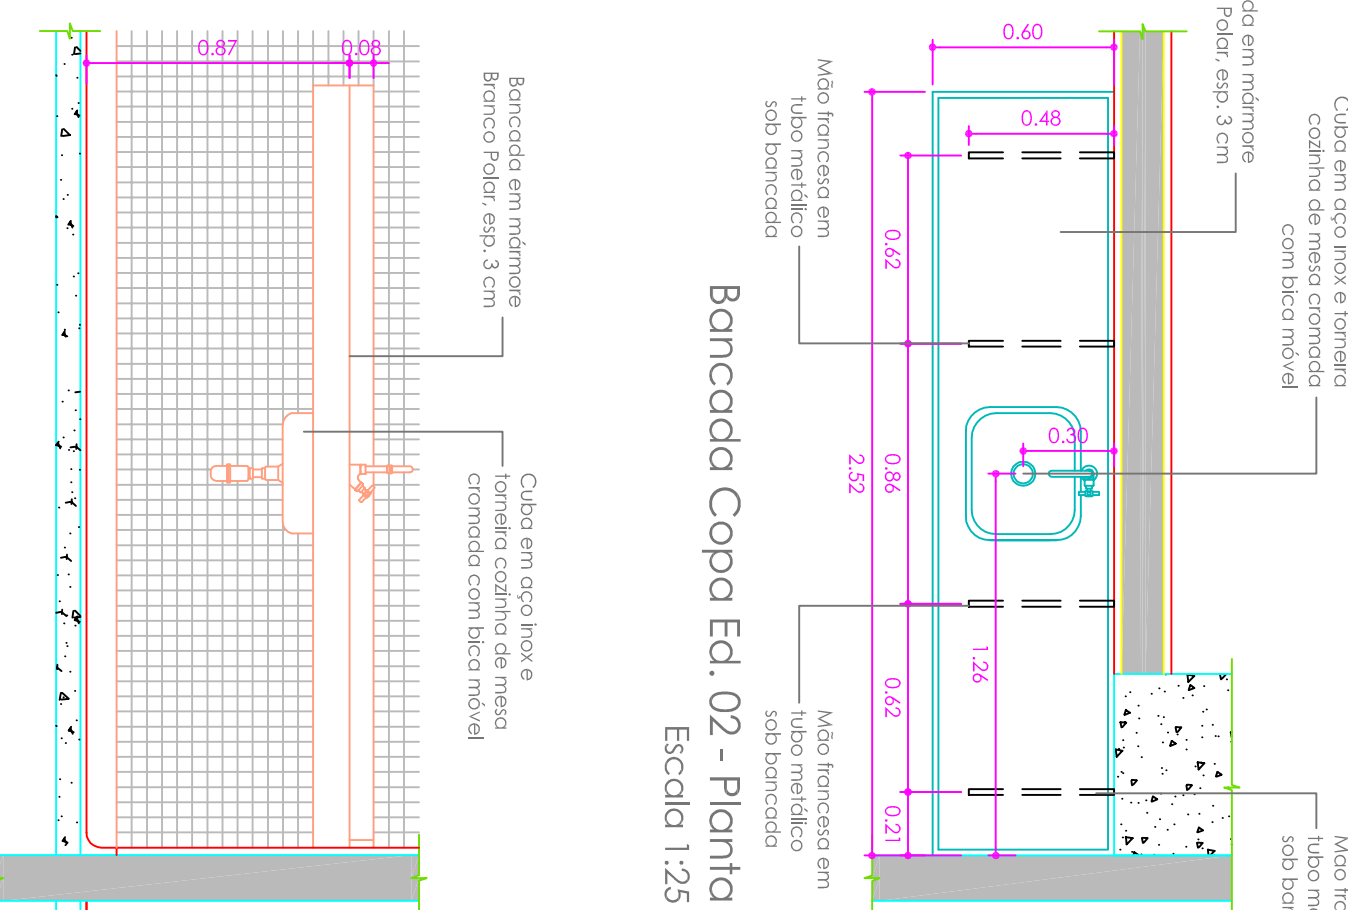 Cuba em aço inox e torneira
cozinha de mesa cromada
com bica móvel
da em mármore
Polar, esp. 3 cm
0.60
0.48
0.30
Mão francesa em
tubo metálico
sob bancada
0.62
0.86
0.62
0.21
2.52
1.26
Mão francesa em
tubo metálico
sob bancada
sob
Bancada Copa Ed. 02 - Planta
Escala 1:25
Bancada em mármore
Branco Polar, esp. 3 cm
Cuba em aço inox e
torneira cozinha de mesa
cromada com bica móvel
0.87
0.08